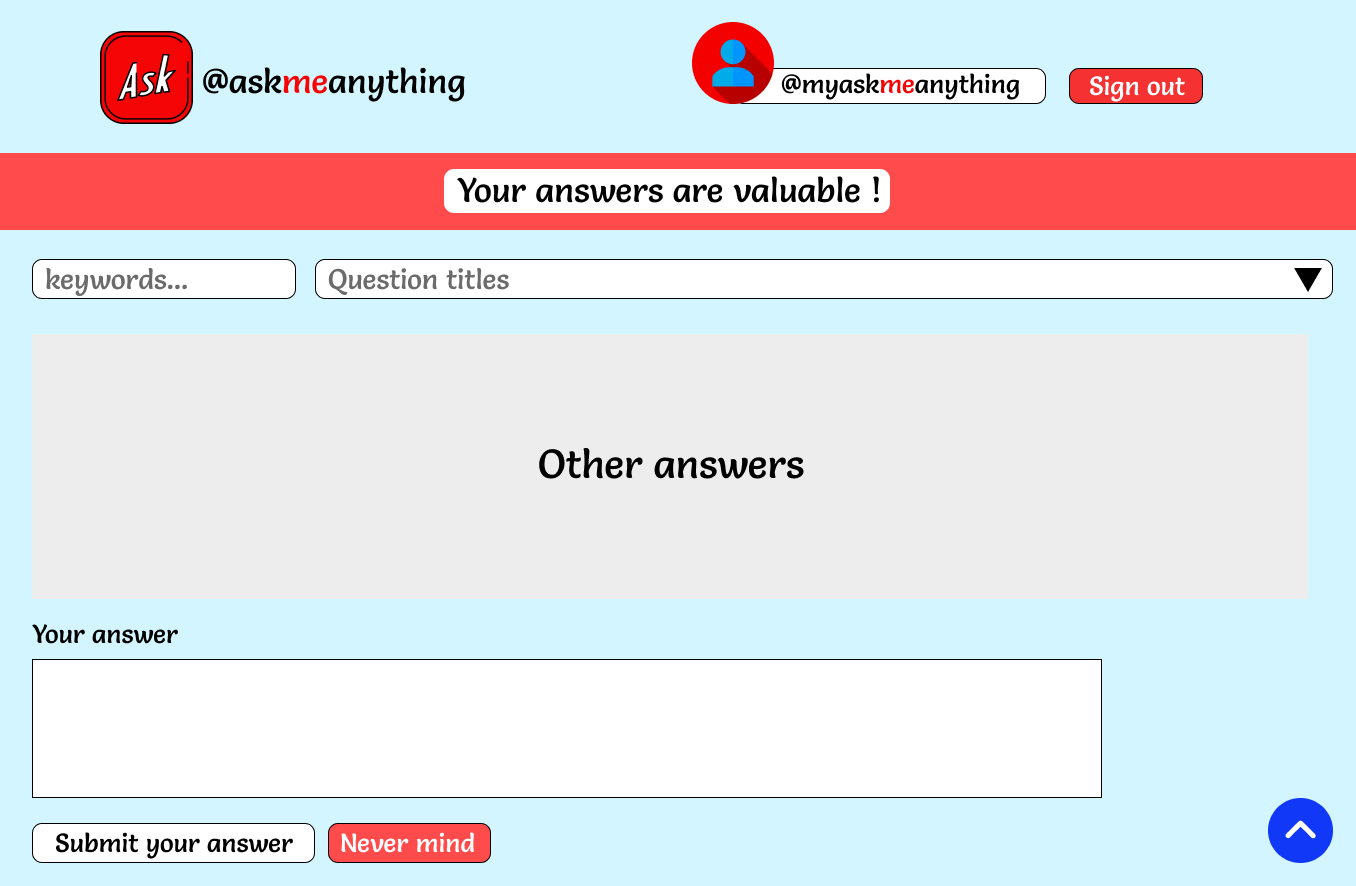 Ask
@askmeanything
@myaskmeanything
Sign out
Your answers are valuable !
keywords...
Question titles
Other answers
Your answer
Submit your answer
Never mind